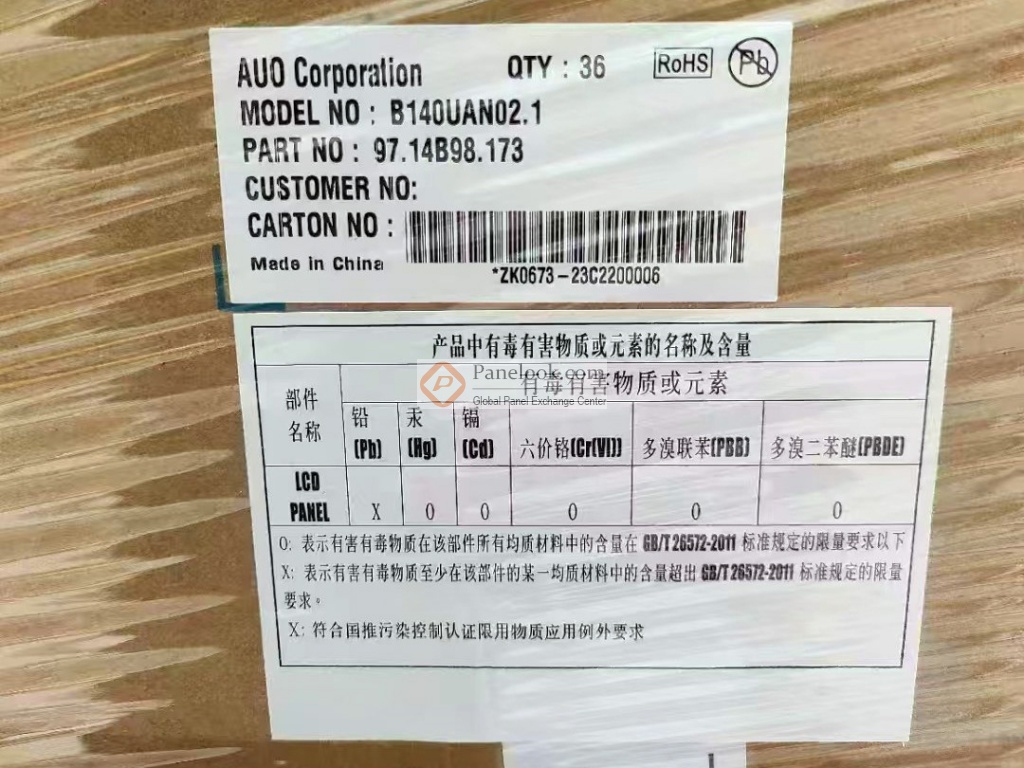 AUO Corporation QTY : 36 RoHS Pb
MODEL NO : B140UAN02.1
PART NO : 97.14B98.173
CUSTOMER NO:
CARTON NO :
Made in China *ZK0673-23C2200006
产品中有毒有害物质或元素的名称及含量
Panelook.com
Global Panel Exchange Center
部件名称 有毒有害物质或元素
铅(Pb) 汞(Hg) 镉(Cd) 六价铬(Cr(VI)) 多溴联苯(PBB) 多溴二苯醚(PBDE)
LCD
PANEL X O O O O O
O: 表示有害有毒物质在该部件所有均质材料中的含量在 GB/T 26572-2011 标准规定的限量要求以下
X: 表示有害有毒物质至少在该部件的某一均质材料中的含量超出 GB/T 26572-2011 标准规定的限量
要求。
X: 符合国推污染控制认证限用物质应用例外要求